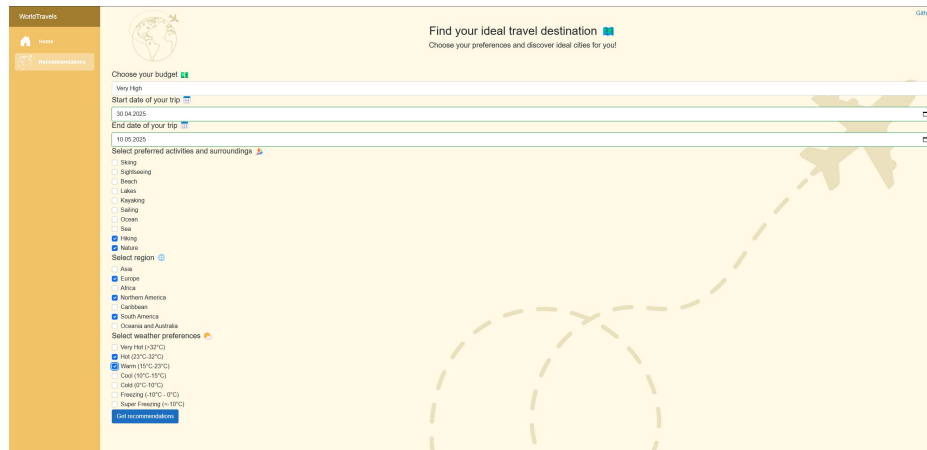 WorldTravels
Home
Recommendations
Gith
Find your ideal travel destination
Choose your preferences and discover ideal cities for you!
Choose your budget
Very High
Start date of your trip
30.04.2025
End date of your trip
10.05.2025
Select preferred activities and surroundings
Skiing
Sightseeing
Beach
Lakes
Kayaking
Sailing
Ocean
Sea
Hiking
Nature
Select region
Asia
Europe
Africa
Northern America
Caribbean
South America
Oceania and Australia
Select weather preferences
Very Hot (>32°C)
Hot (23°C-32°C)
Warm (15°C-23°C)
Cool (10°C-15°C)
Cold (0°C-10°C)
Freezing (-10°C - 0°C)
Super Freezing (<-10°C)
Get recommendations